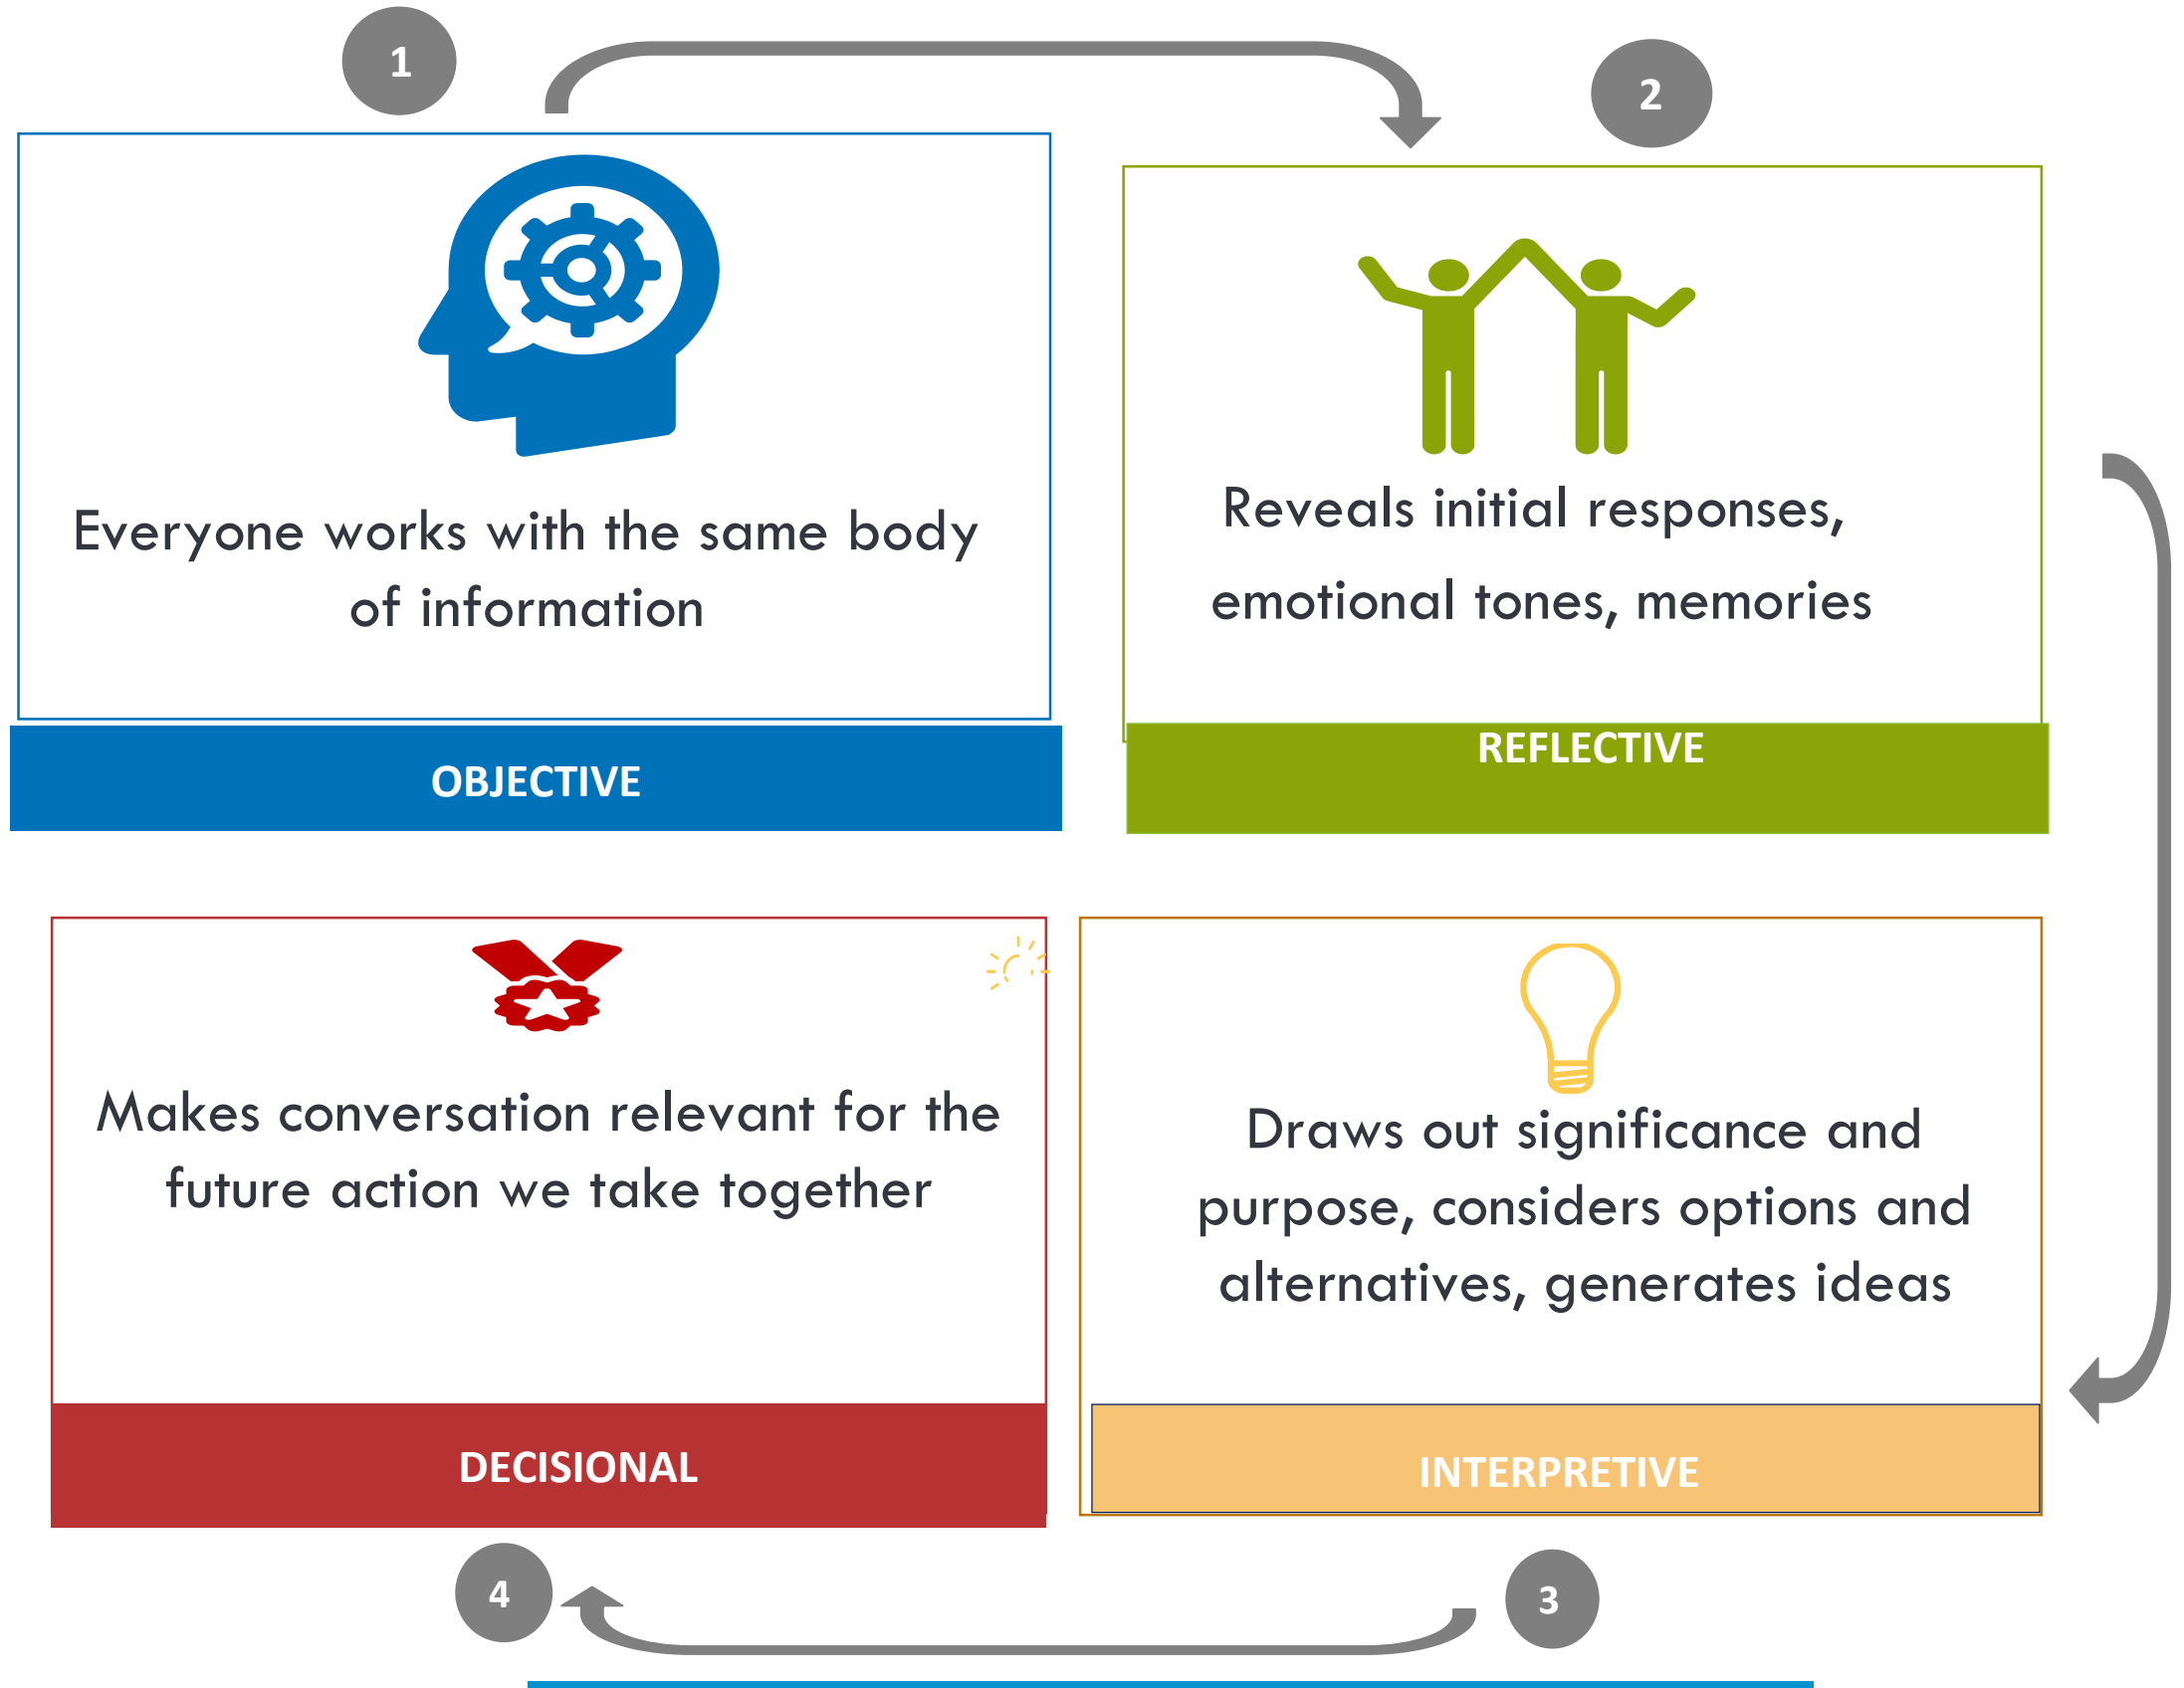 1
2
Everyone works with the same body
of information
OBJECTIVE
Reveals initial responses,
emotional tones, memories
REFLECTIVE
Draws out significance and
purpose, considers options and
alternatives, generates ideas
INTERPRETIVE
3
Makes conversation relevant for the
future action we take together
DECISIONAL
4